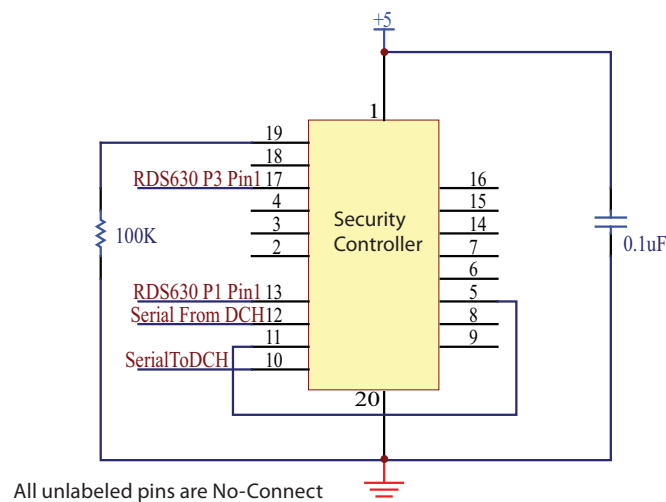 +5
1
19
18
RDS630 P3 Pin1 17
16
4
15
3
14
2
7
6
100K
Security
Controller
0.1uF
RDS630 P1 Pin1 13
5
Serial From DCH 12
8
11
9
SerialToDCH 10
20
All unlabeled pins are No-Connect